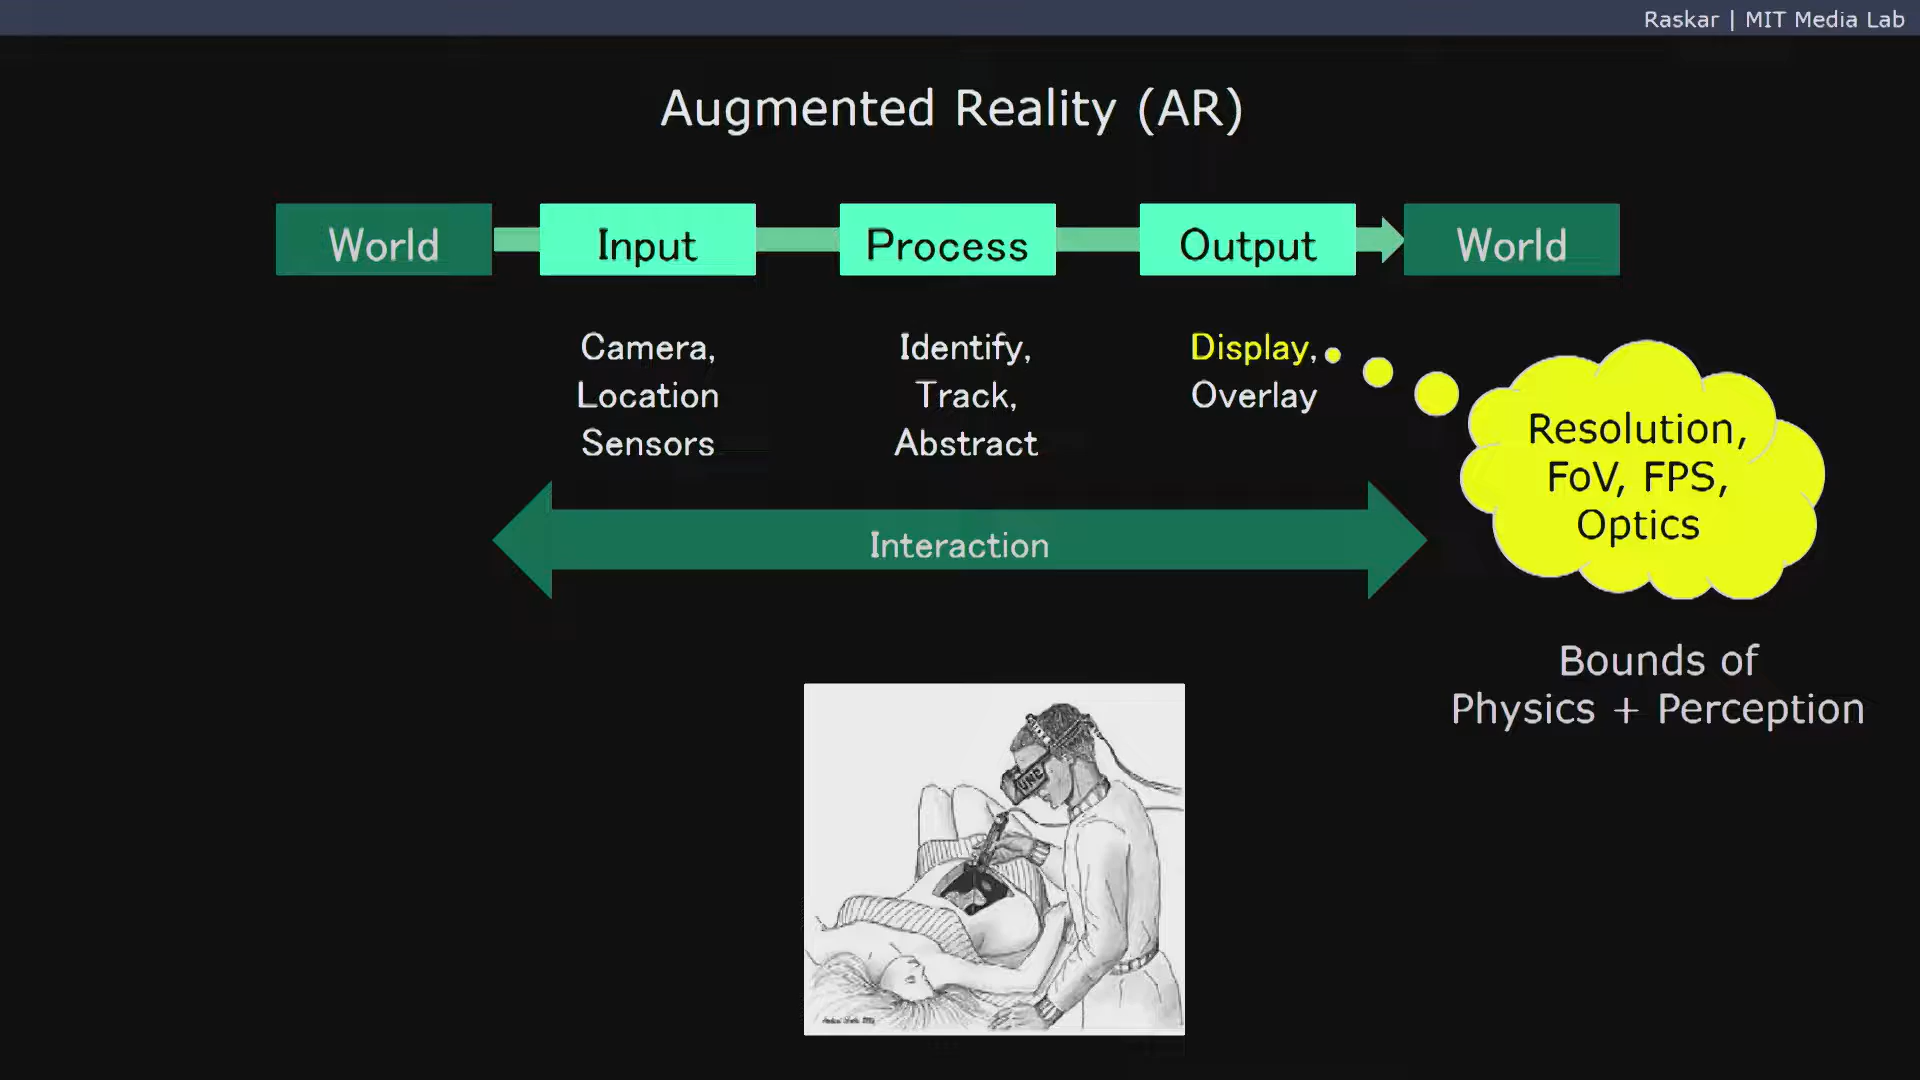 Raskar | MIT Media Lab
Augmented Reality (AR)
World
Input
Process
Output
World
Camera,
Location
Sensors
Identify,
Track,
Abstract
Display,
Overlay
Resolution,
FoV, FPS,
Optics
Interaction
Bounds of
Physics + Perception
UNC